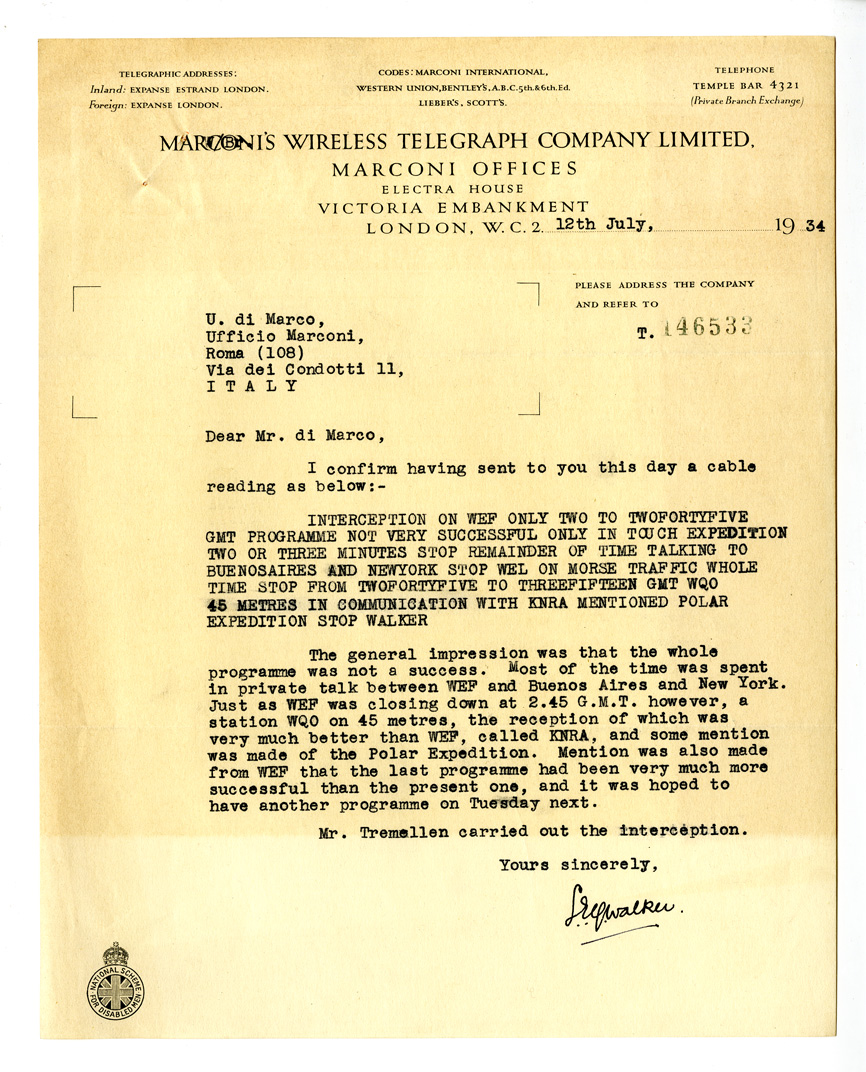 TELEGRAPHIC ADDRESSES:
Inland: EXPANSE ESTRAND LONDON.
Foreign: EXPANSE LONDON.
CODES: MARCONI INTERNATIONAL,
WESTERN UNION, BENTLEY'S, A.B.C. 5th. & 6th. Ed.
LIEBER'S, SCOTT'S.
TELEPHONE
TEMPLE BAR 4321
(Private Branch Exchange)
MARCONI'S WIRELESS TELEGRAPH COMPANY LIMITED.
MARCONI OFFICES
ELECTRA HOUSE
VICTORIA EMBANKMENT
LONDON, W.C.2. 12th July, 19 34
PLEASE ADDRESS THE COMPANY
AND REFER TO
T. 146533
U. di Marco,
Ufficio Marconi,
Roma (108)
Via dei Condotti 11,
I T A L Y
Dear Mr. di Marco,
I confirm having sent to you this day a cable
reading as below:-
INTERCEPTION ON WEF ONLY TWO TO TWOFORTYFIVE
GMT PROGRAMME NOT VERY SUCCESSFUL ONLY IN TOUCH EXPEDITION
TWO OR THREE MINUTES STOP REMAINDER OF TIME TALKING TO
BUENOSAIRES AND NEWYORK STOP WEL ON MORSE TRAFFIC WHOLE
TIME STOP FROM TWOFORTYFIVE TO THREEFIFTEEN GMT WQO
45 METRES IN COMMUNICATION WITH KNRA MENTIONED POLAR
EXPEDITION STOP WALKER
The general impression was that the whole
programme was not a success. Most of the time was spent
in private talk between WEF and Buenos Aires and New York.
Just as WEF was closing down at 2.45 G.M.T. however, a
station WQO on 45 metres, the reception of which was
very much better than WEF, called KNRA, and some mention
was made of the Polar Expedition. Mention was also made
from WEF that the last programme had been very much more
successful than the present one, and it was hoped to
have another programme on Tuesday next.
Mr. Tremellen carried out the interception.
Yours sincerely,
Walker.
NATIONAL SCHEME
FOR DISABLED MEN